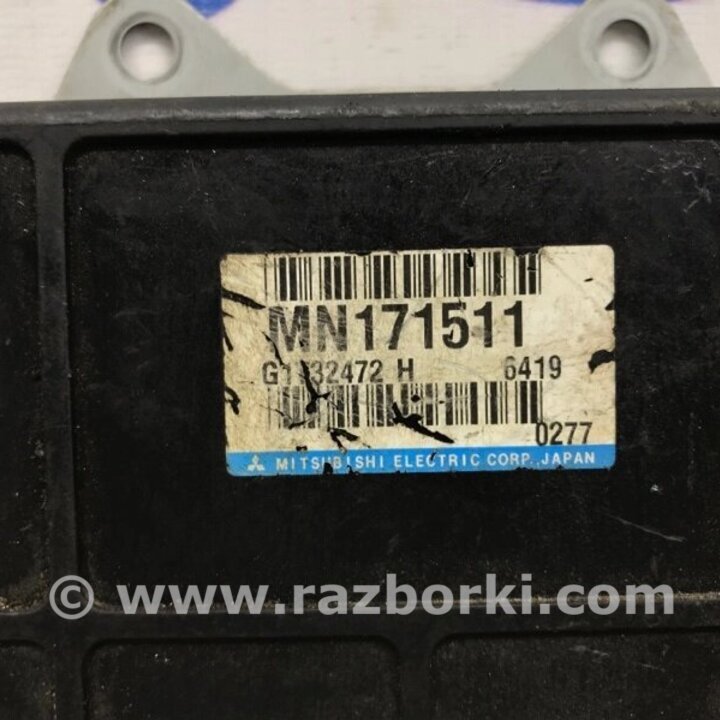 MN171511
H 6419
0277
MITSUBISHI ELECTRIC CORP., JAPAN
© www.razborki.com